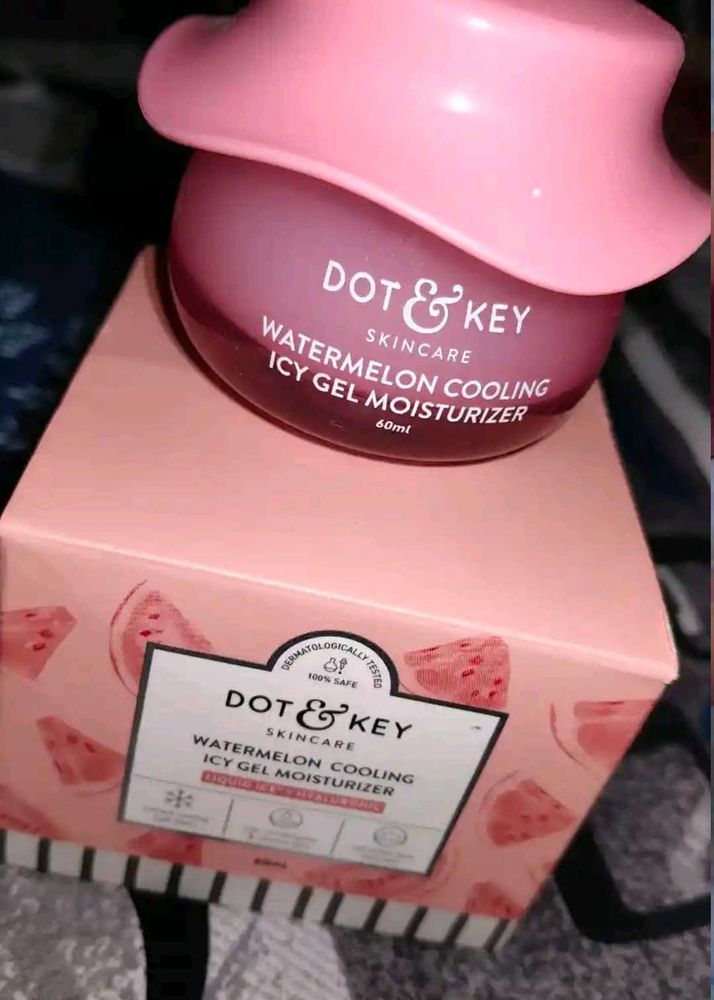 DOT & KEY
SKINCARE
WATERMELON COOLING
ICY GEL MOISTURIZER
60ml
DERMATOLOGICALLY TESTED
100% SAFE
DOT & KEY
SKINCARE
WATERMELON COOLING
ICY GEL MOISTURIZER
LIQUID ICE + HYALURONIC
60ml